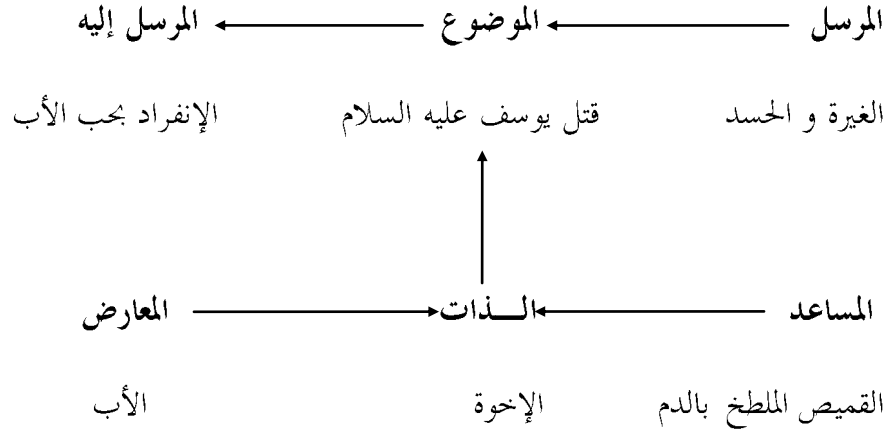 المرسل الموضوع المرسل إليه
الغيرة و الحسد قتل يوسف عليه السلام الإنفراد بحب الأب
المساعد الـــذات المعارض
القميص الملطخ بالدم الإخوة الأب